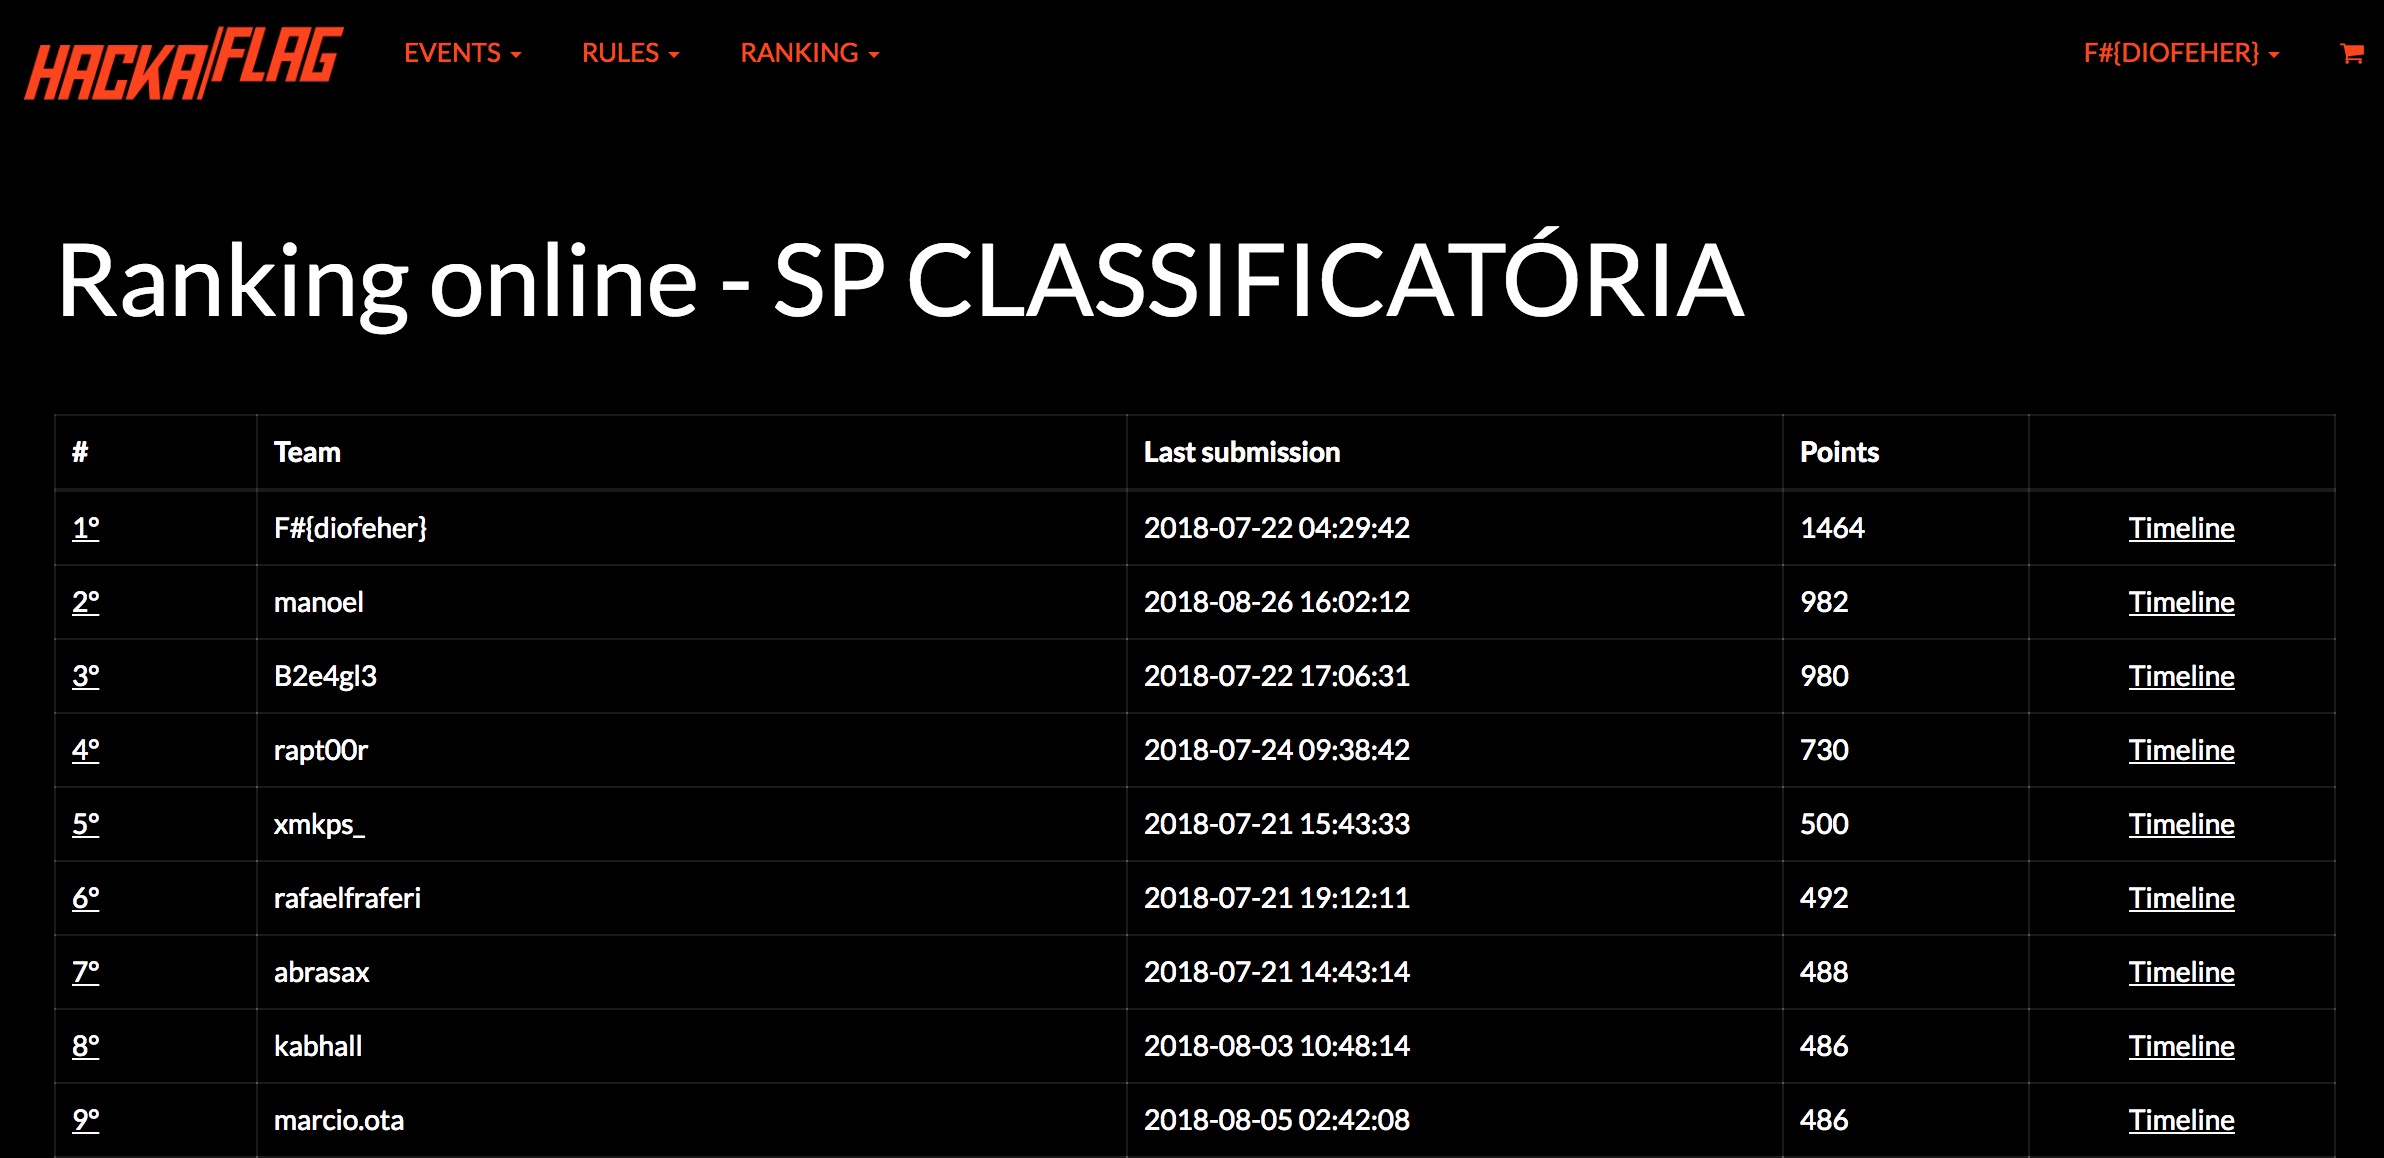 HACKA/FLAG EVENTS RULES RANKING F#{DIOFEHER}
Ranking online - SP CLASSIFICATÓRIA
# Team Last submission Points
1º F#{diofeher} 2018-07-22 04:29:42 1464 Timeline
2º manoel 2018-08-26 16:02:12 982 Timeline
3º B2e4gl3 2018-07-22 17:06:31 980 Timeline
4º rapt00r 2018-07-24 09:38:42 730 Timeline
5º xmkps_ 2018-07-21 15:43:33 500 Timeline
6º rafaelfraferi 2018-07-21 19:12:11 492 Timeline
7º abrasax 2018-07-21 14:43:14 488 Timeline
8º kabhall 2018-08-03 10:48:14 486 Timeline
9º marcio.ota 2018-08-05 02:42:08 486 Timeline